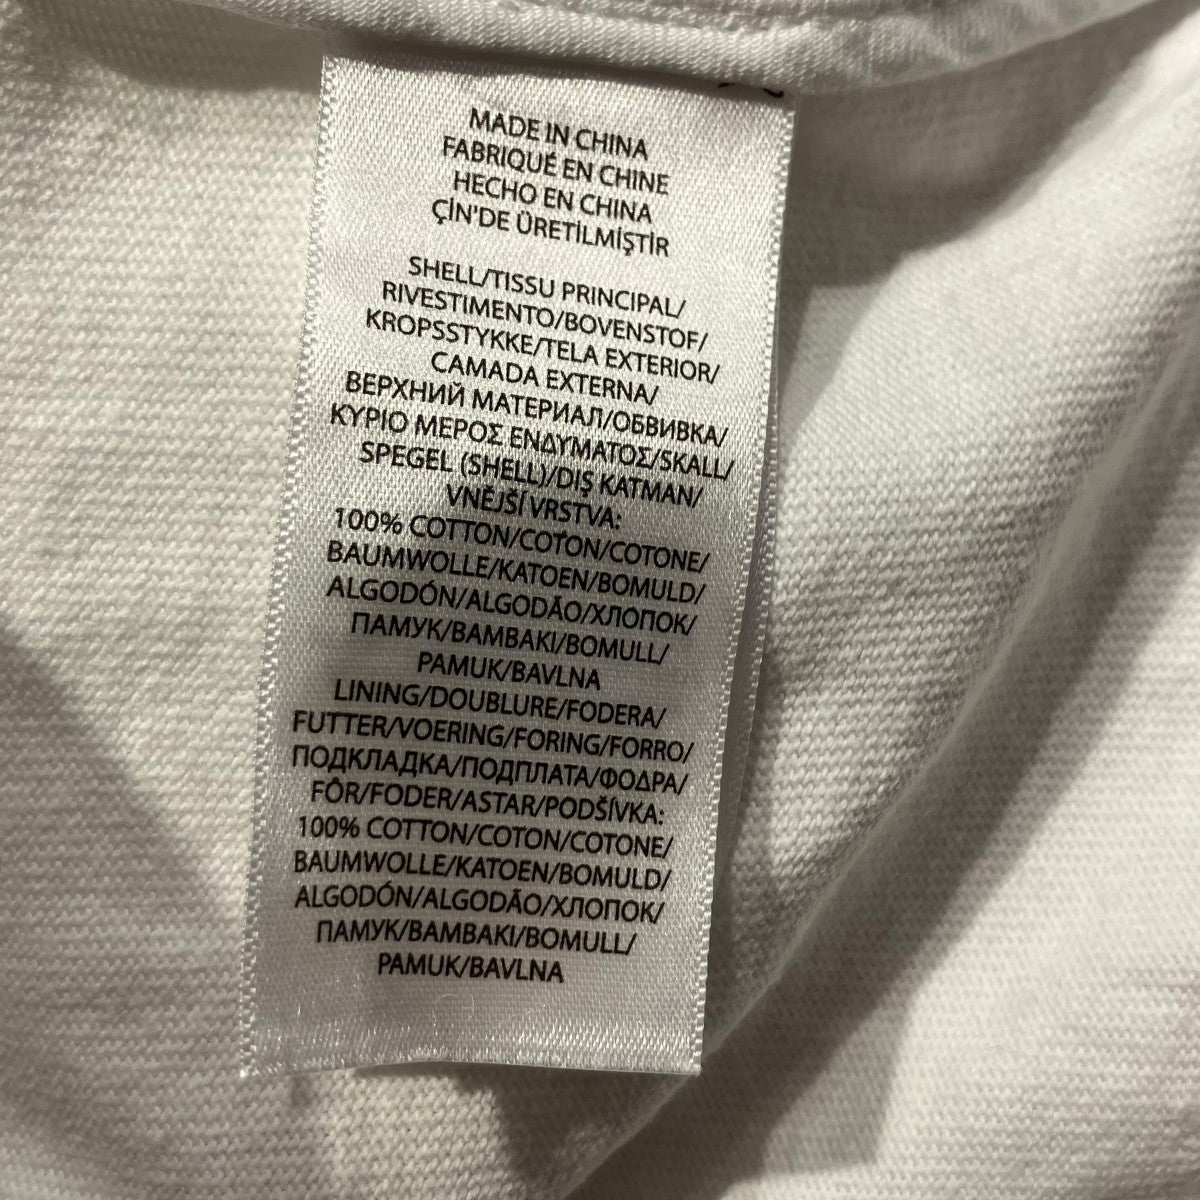 MADE IN CHINA
FABRIQUÉ EN CHINE
HECHO EN CHINA
ÇİN'DE ÜRETİLMİŞTİR
SHELL/TISSU PRINCIPAL/
RIVESTIMENTO/BOVENSTOF/
KROPSSTYKKE/TELA EXTERIOR/
CAMADA EXTERNA/
ВЕРХНИЙ МАТЕРИАЛ/ОБВИВКА/
ΚΥΡΙΟ ΜΕΡΟΣ ΕΝΔΥΜΑΤΟΣ/SKALL/
SPEGEL (SHELL)/DIŞ KATMAN/
VNĚJŠÍ VRSTVA:
100% COTTON/COTON/COTONE/
BAUMWOLLE/KATOEN/BOMULD/
ALGODÓN/ALGODÃO/ХЛОПОК/
ПАМУК/ΒΑΜΒΑΚΙ/BOMULL/
PAMUK/BAVLNA
LINING/DOUBLURE/FODERA/
FUTTER/VOERING/FORING/FORRO/
ПОДКЛАДКА/ПОДПЛАТА/ΦΟΔΡΑ/
FÔR/FODER/ASTAR/PODŠÍVKA:
100% COTTON/COTON/COTONE/
BAUMWOLLE/KATOEN/BOMULD/
ALGODÓN/ALGODÃO/ХЛОПОК/
ПАМУК/ΒΑΜΒΑΚΙ/BOMULL/
PAMUK/BAVLNA